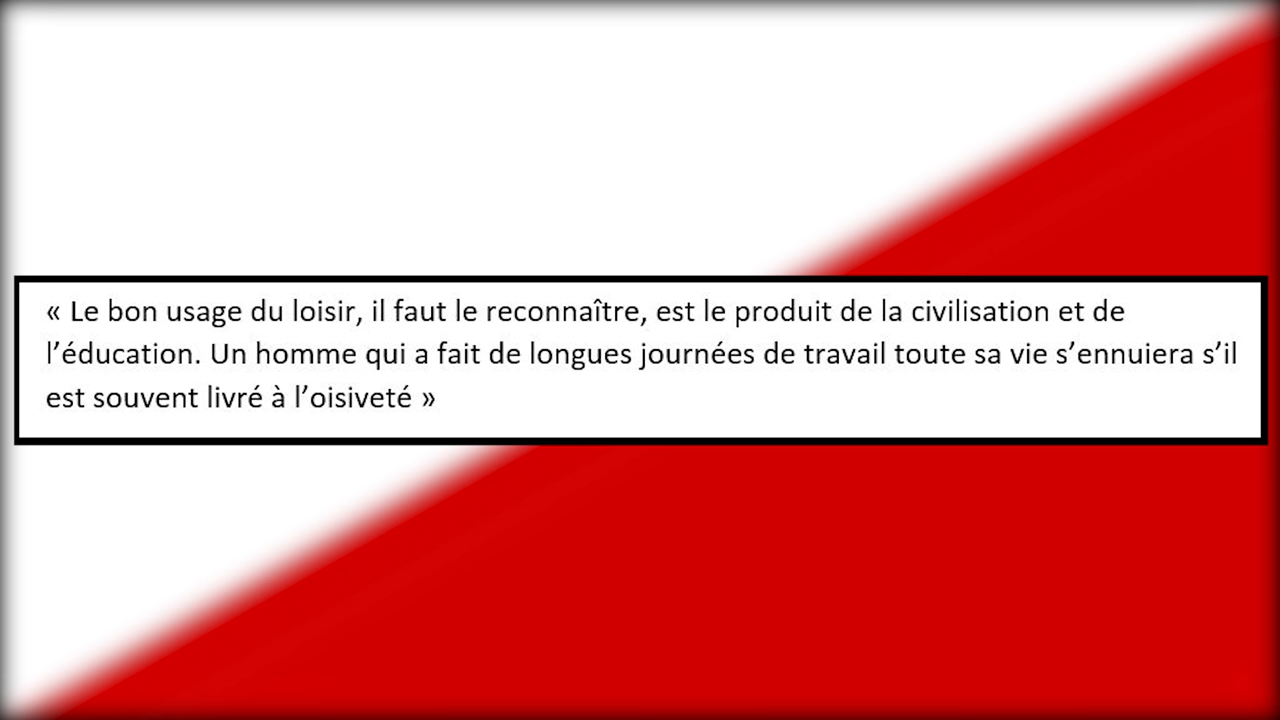 « Le bon usage du loisir, il faut le reconnaître, est le produit de la civilisation et de
l’éducation. Un homme qui a fait de longues journées de travail toute sa vie s’ennuiera s’il
est souvent livré à l’oisiveté »